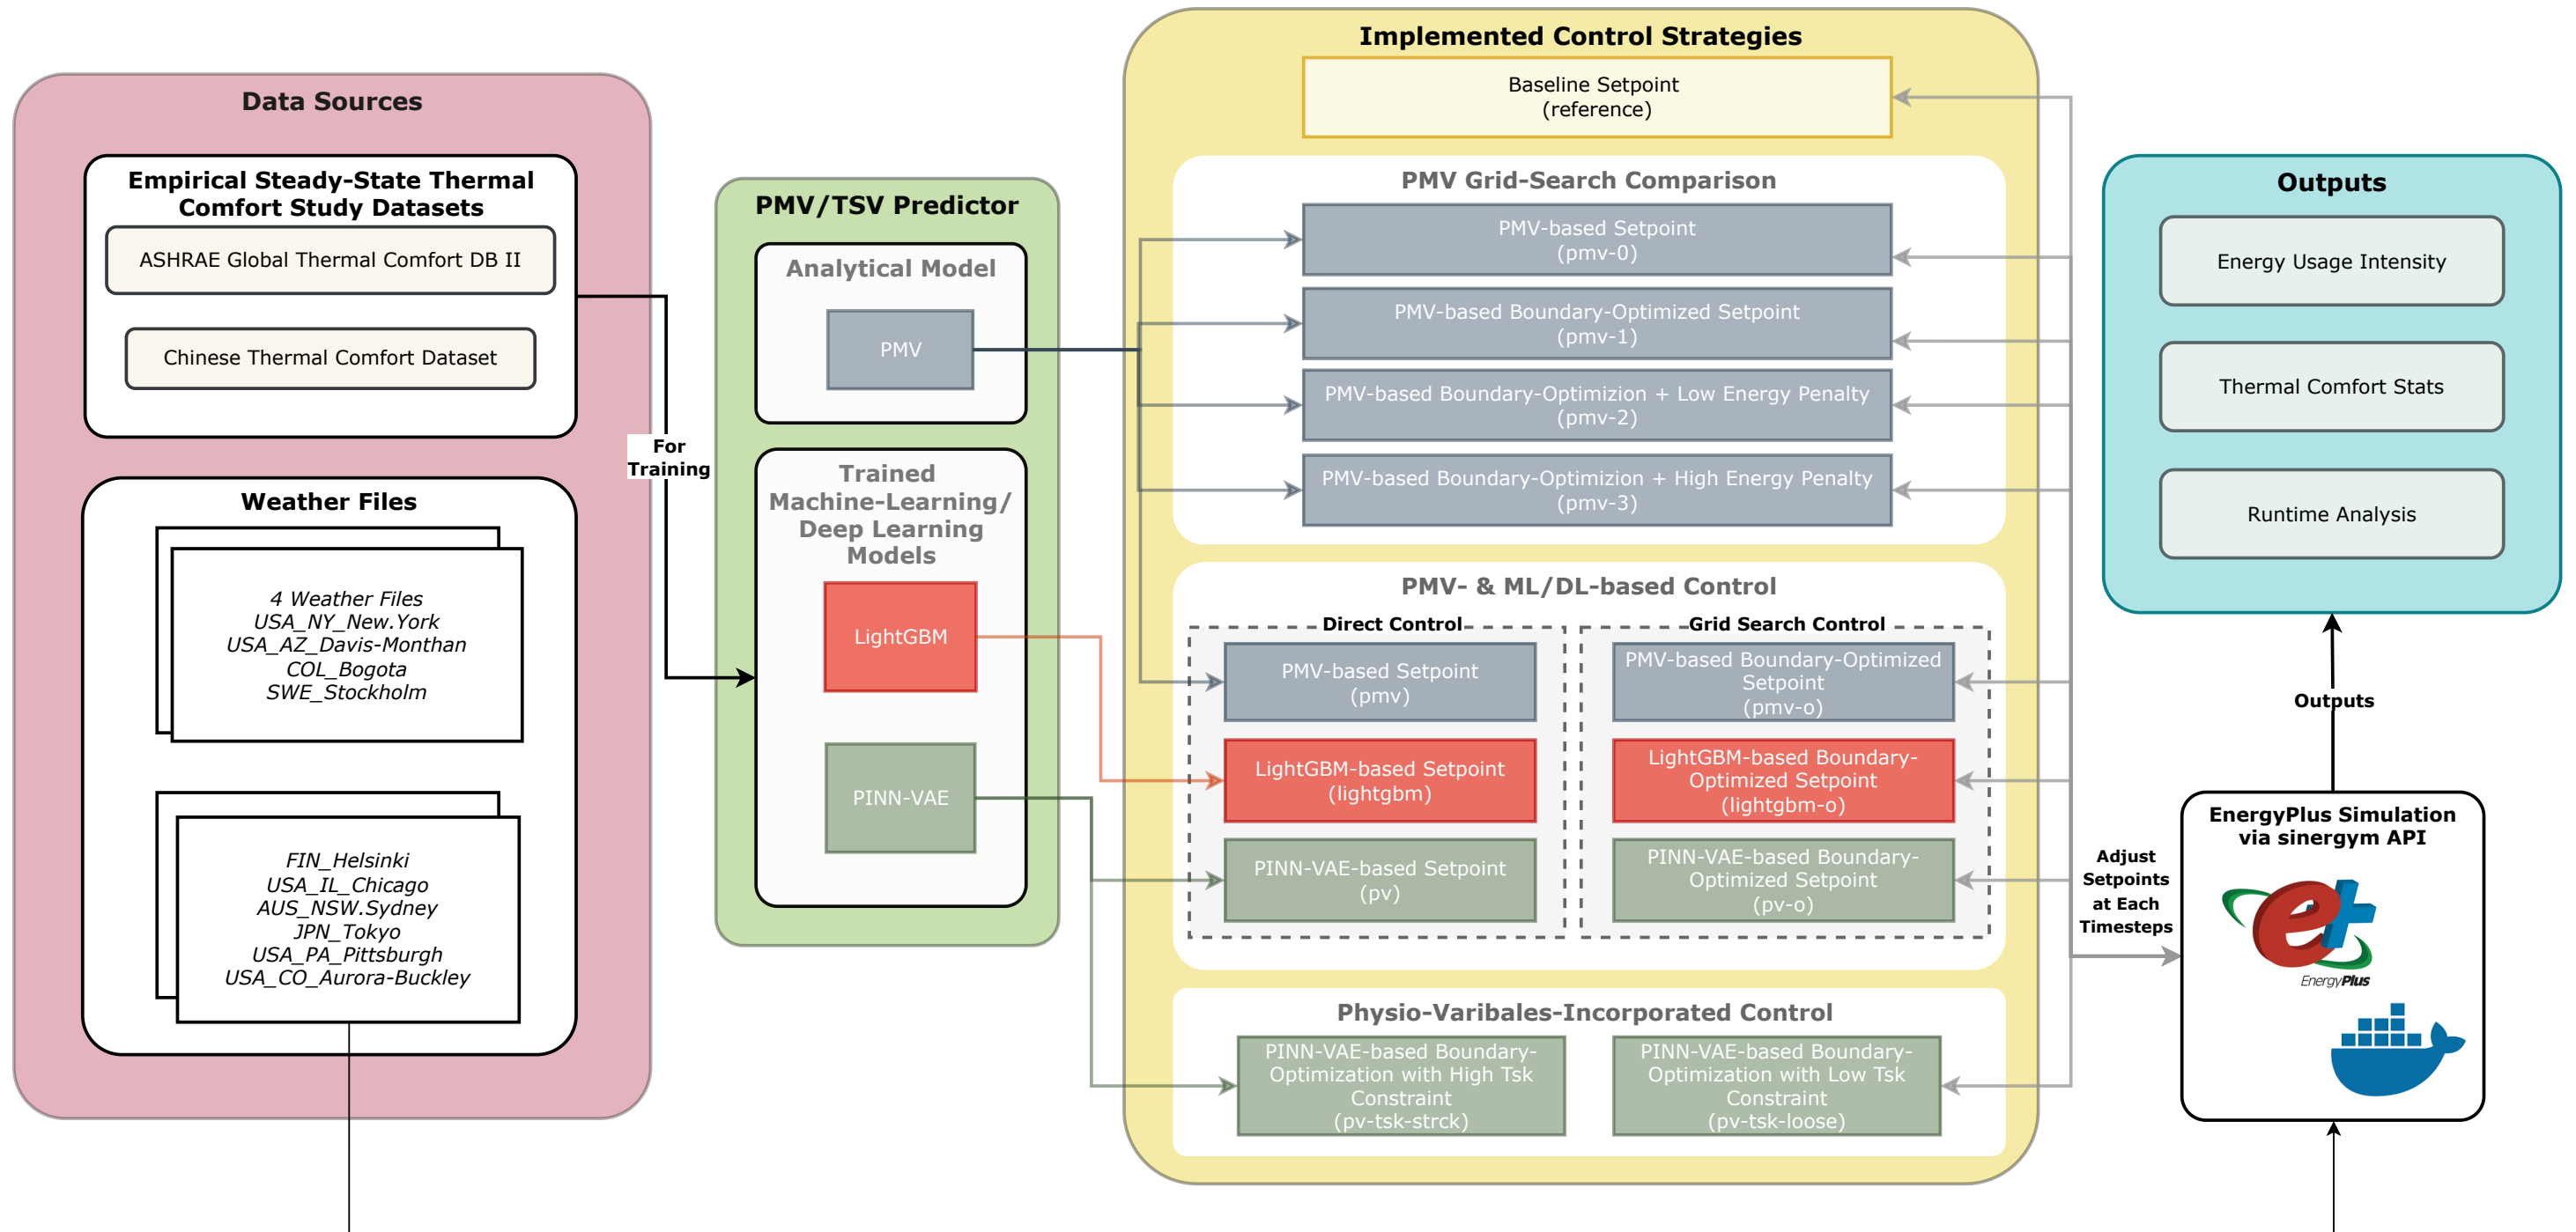 Data Sources
Empirical Steady-State Thermal
Comfort Study Datasets
ASHRAE Global Thermal Comfort DB II
Chinese Thermal Comfort Dataset
Weather Files
4 Weather Files
USA_NY_New.York
USA_AZ_Davis-Monthan
COL_Bogota
SWE_Stockholm
FIN_Helsinki
USA_IL_Chicago
AUS_NSW.Sydney
JPN_Tokyo
USA_PA_Pittsburgh
USA_CO_Aurora-Buckley
For
Training
PMV/TSV Predictor
Analytical Model
PMV
Trained
Machine-Learning/
Deep Learning
Models
LightGBM
PINN-VAE
Implemented Control Strategies
Baseline Setpoint
(reference)
PMV Grid-Search Comparison
PMV-based Setpoint
(pmv-0)
PMV-based Boundary-Optimized Setpoint
(pmv-1)
PMV-based Boundary-Optimizion + Low Energy Penalty
(pmv-2)
PMV-based Boundary-Optimizion + High Energy Penalty
(pmv-3)
PMV- & ML/DL-based Control
Direct Control
PMV-based Setpoint
(pmv)
LightGBM-based Setpoint
(lightgbm)
PINN-VAE-based Setpoint
(pv)
Grid Search Control
PMV-based Boundary-Optimized
Setpoint
(pmv-o)
LightGBM-based Boundary-
Optimized Setpoint
(lightgbm-o)
PINN-VAE-based Boundary-
Optimized Setpoint
(pv-o)
Physio-Varibales-Incorporated Control
PINN-VAE-based Boundary-
Optimization with High Tsk
Constraint
(pv-tsk-strck)
PINN-VAE-based Boundary-
Optimization with Low Tsk
Constraint
(pv-tsk-loose)
Adjust
Setpoints
at Each
Timesteps
Outputs
Energy Usage Intensity
Thermal Comfort Stats
Runtime Analysis
Outputs
EnergyPlus Simulation
via sinergym API
e+
EnergyPlus